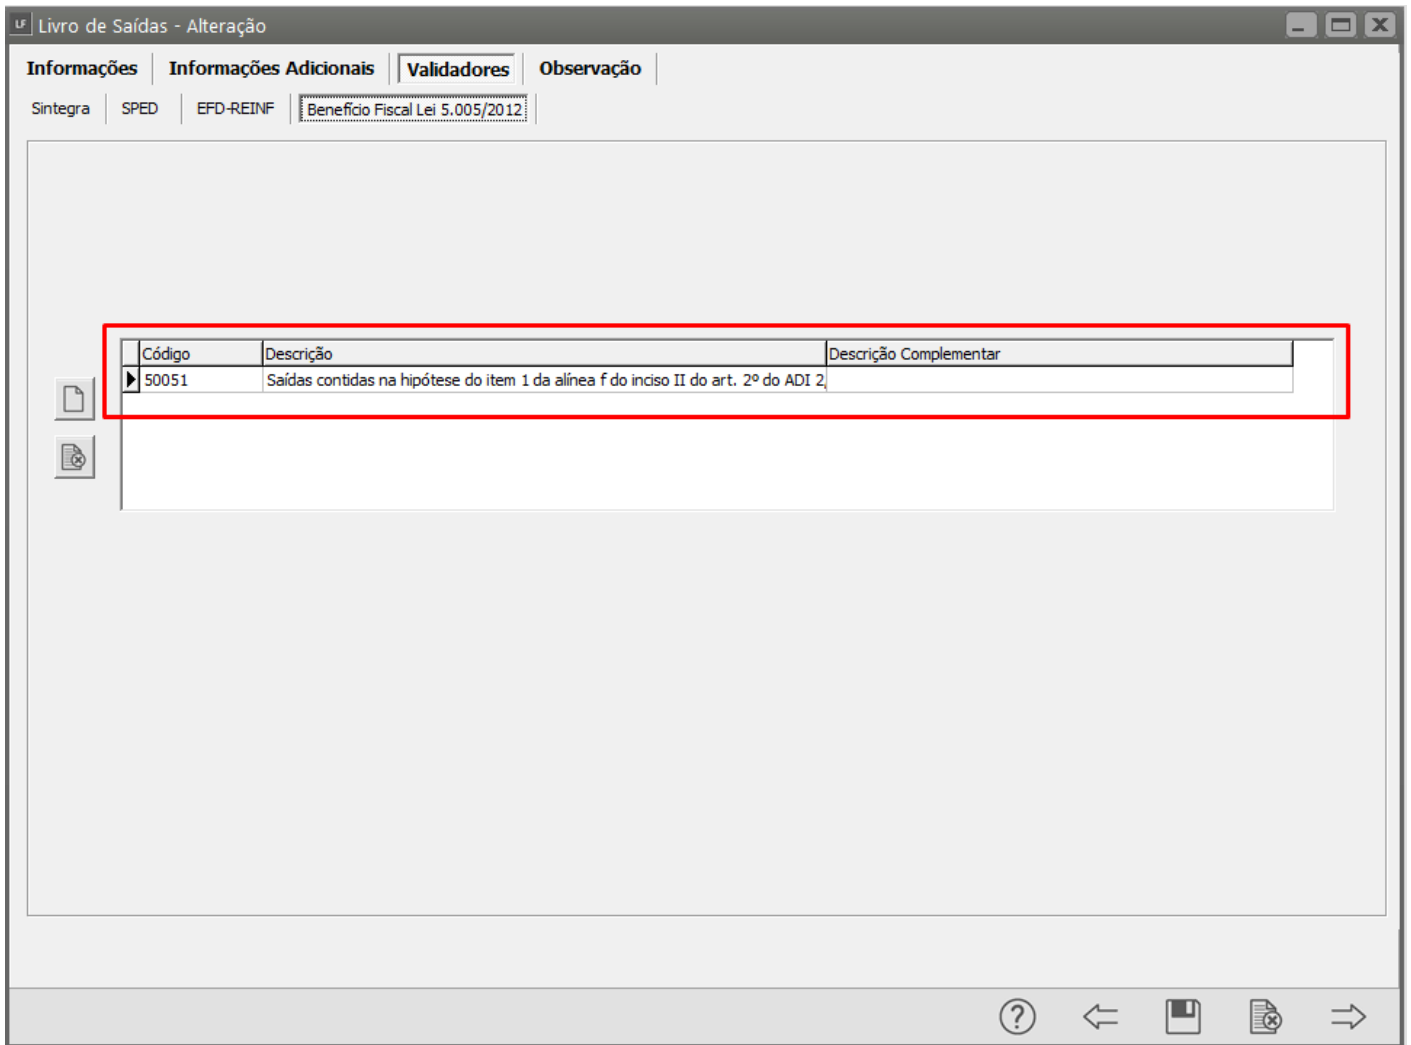 LF Livro de Saídas - Alteração
Informações Informações Adicionais Validadores Observação
Sintegra SPED EFD-REINF Benefício Fiscal Lei 5.005/2012
Código Descrição Descrição Complementar
50051 Saídas contidas na hipótese do item 1 da alínea f do inciso II do art. 2º do ADI 2,
?